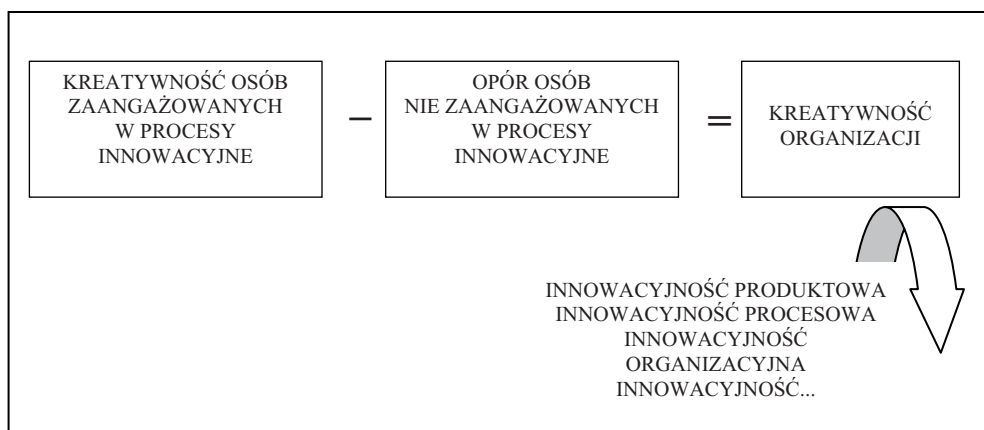 KREATYWNOŚĆ OSÓB
ZAANGAŻOWANYCH
W PROCESY
INNOWACYJNE
–
OPÓR OSÓB
NIE ZAANGAŻOWANYCH
W PROCESY
INNOWACYJNE
=
KREATYWNOŚĆ
ORGANIZACJI
INNOWACYJNOŚĆ PRODUKTOWA
INNOWACYJNOŚĆ PROCESOWA
INNOWACYJNOŚĆ
ORGANIZACYJNA
INNOWACYJNOŚĆ...